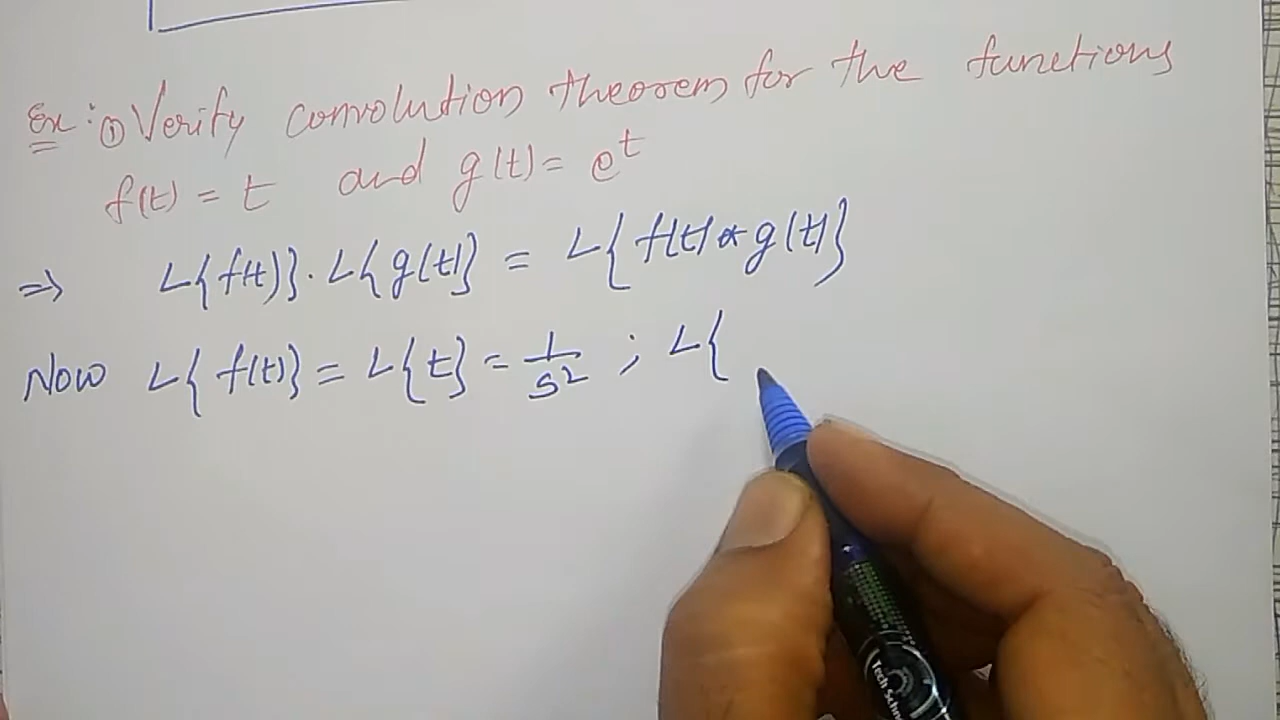 Ex: ① Verify convolution theorem for the functions
f(t) = t and g(t) = e^t
⇒ L{f(t)}.L{g(t)} = L{f(t)*g(t)}
Now L{f(t)} = L{t} = 1/s² ; L{